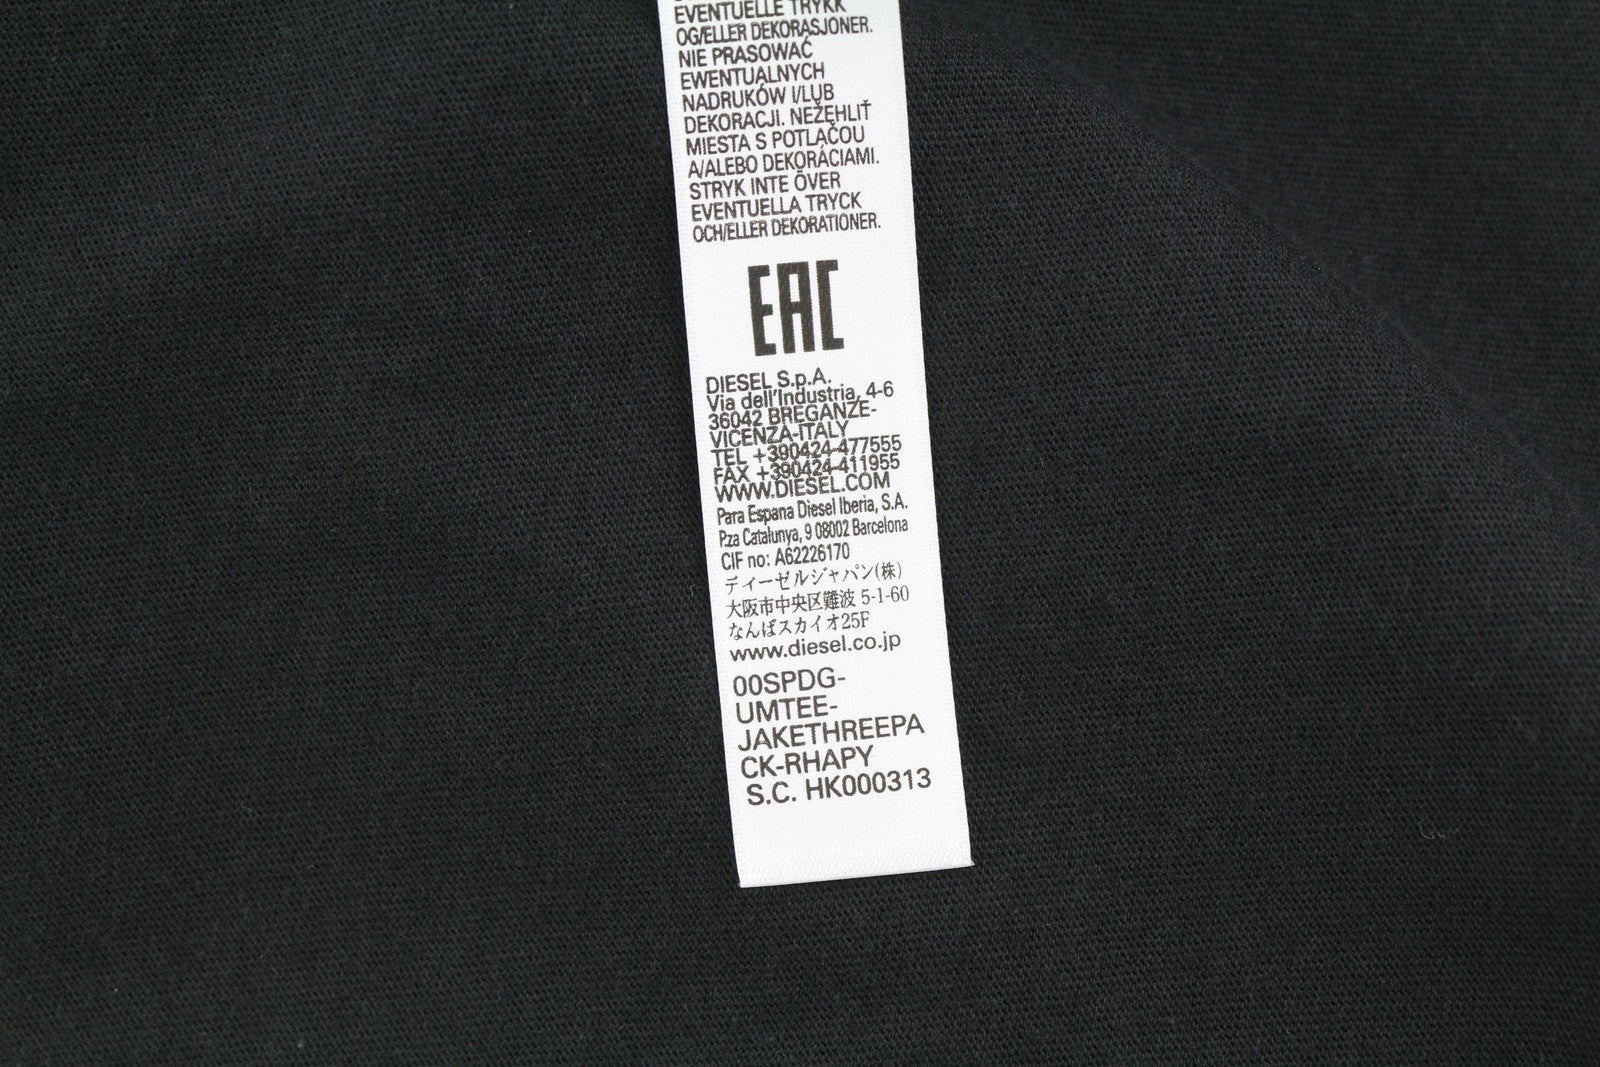 EVENTUELLE TRYKK
OG/ELLER DEKORASJONER.
NIE PRASOWAĆ
EWENTUALNYCH
NADRUKÓW I/LUB
DEKORACJI. NEŽEHLIŤ
MIESTA S POTLAČOU
A/ALEBO DEKORÁCIAMI.
STRYK INTE ÖVER
EVENTUELLA TRYCK
OCH/ELLER DEKORATIONER.
EAC
DIESEL S.p.A.
Via dell'Industria, 4-6
36042 BREGANZE-
VICENZA-ITALY
TEL +390424-477555
FAX +390424-411955
WWW.DIESEL.COM
Para Espana Diesel Iberia, S.A.
P.za Catalunya, 9 08002 Barcelona
CIF no: A62226170
ディーゼルジャパン(株)
大阪市中央区難波 5-1-60
なんばスカイオ25F
www.diesel.co.jp
00SPDG-
UMTEE-
JAKETHREEPA
CK-RHAPY
S.C. HK000313